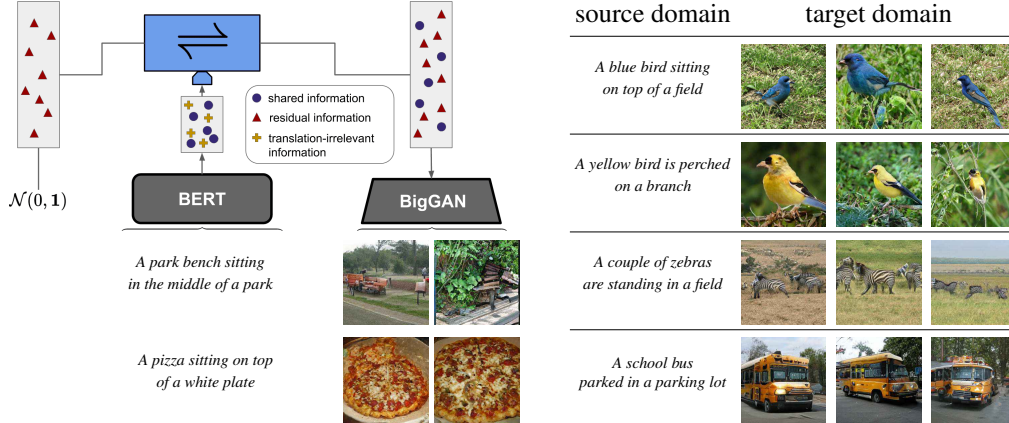 shared information
residual information
translation-irrelevant
information
𝒩(0, 1)
BERT
BigGAN
A park bench sitting
in the middle of a park
A pizza sitting on top
of a white plate
source domain
target domain
A blue bird sitting
on top of a field
A yellow bird is perched
on a branch
A couple of zebras
are standing in a field
A school bus
parked in a parking lot